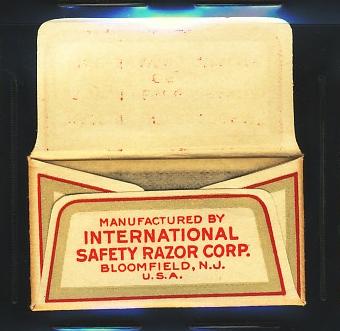 MANUFACTURED BY
INTERNATIONAL
SAFETY RAZOR CORP.
BLOOMFIELD, N.J.
U.S.A.